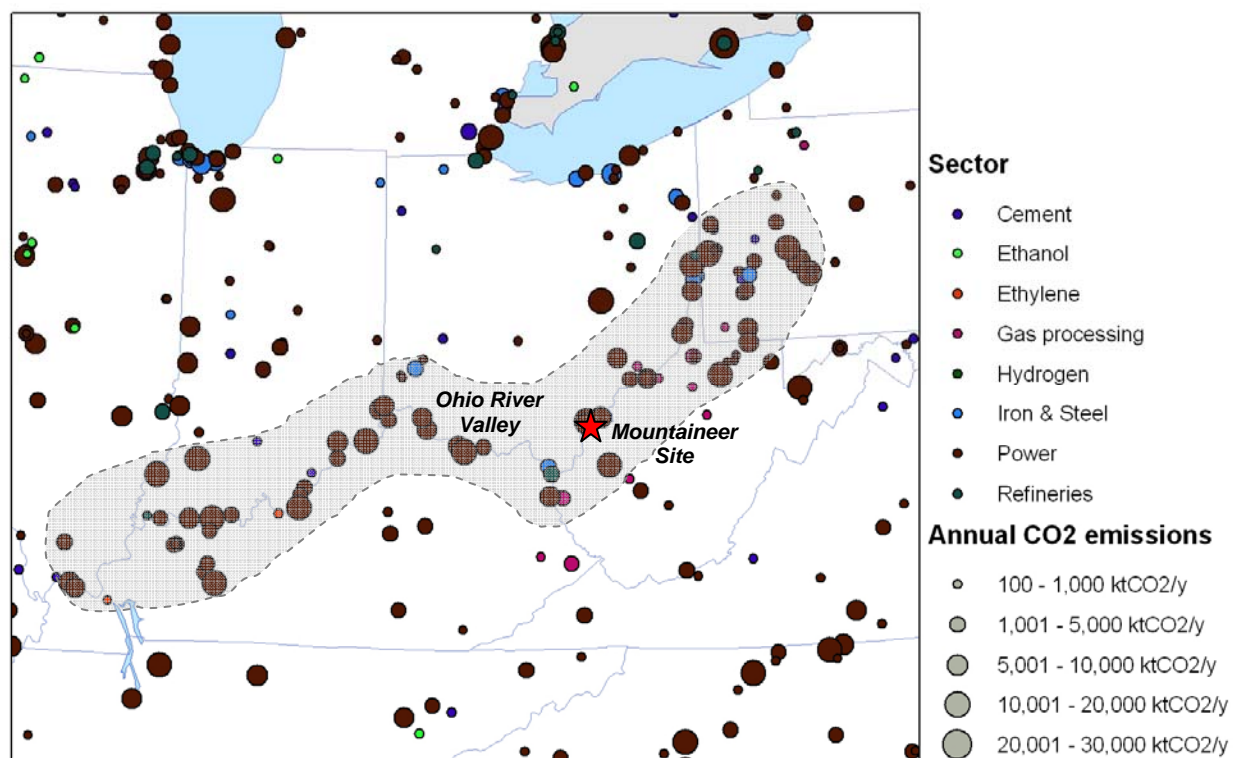 Ohio River
Valley
Mountaineer
Site
Sector
Cement
Ethanol
Ethylene
Gas processing
Hydrogen
Iron & Steel
Power
Refineries
Annual CO2 emissions
100 - 1,000 ktCO2/y
1,001 - 5,000 ktCO2/y
5,001 - 10,000 ktCO2/y
10,001 - 20,000 ktCO2/y
20,001 - 30,000 ktCO2/y